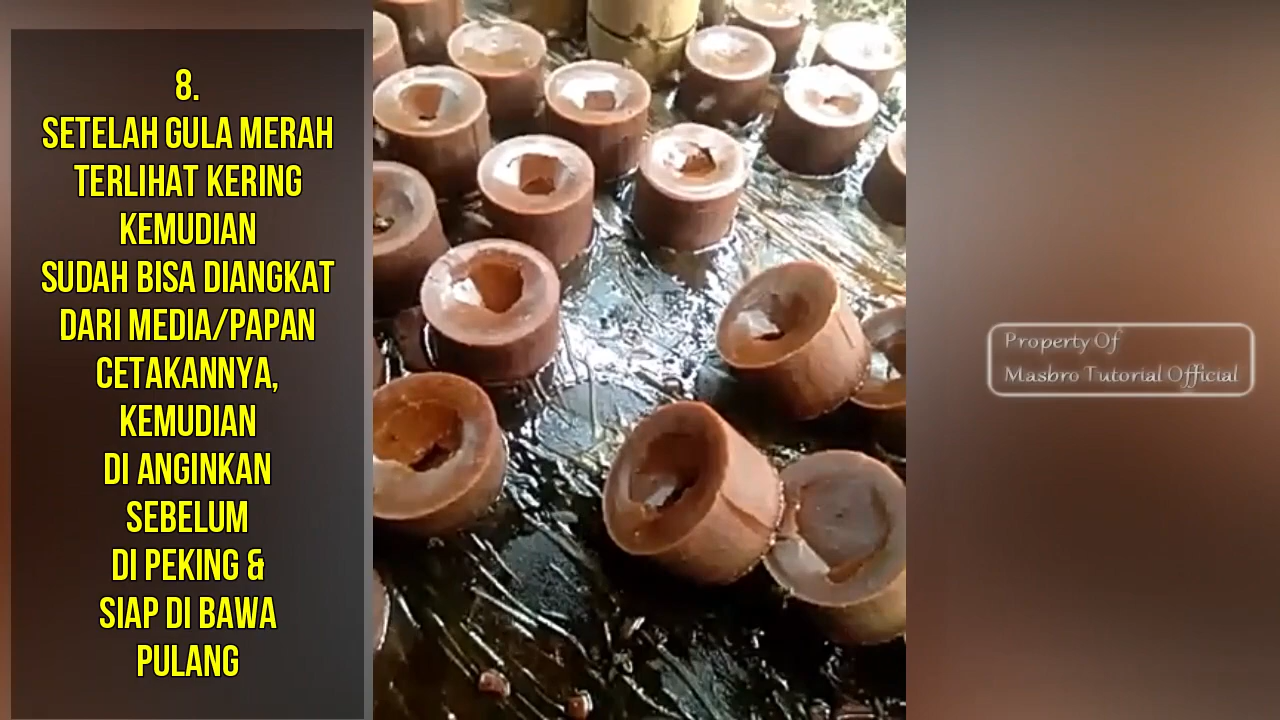 8.
SETELAH GULA MERAH
TERLIHAT KERING
KEMUDIAN
SUDAH BISA DIANGKAT
DARI MEDIA/PAPAN
CETAKANNYA,
KEMUDIAN
DI ANGINKAN
SEBELUM
DI PEKING &
SIAP DI BAWA
PULANG
Property Of
Masbro Tutorial Official